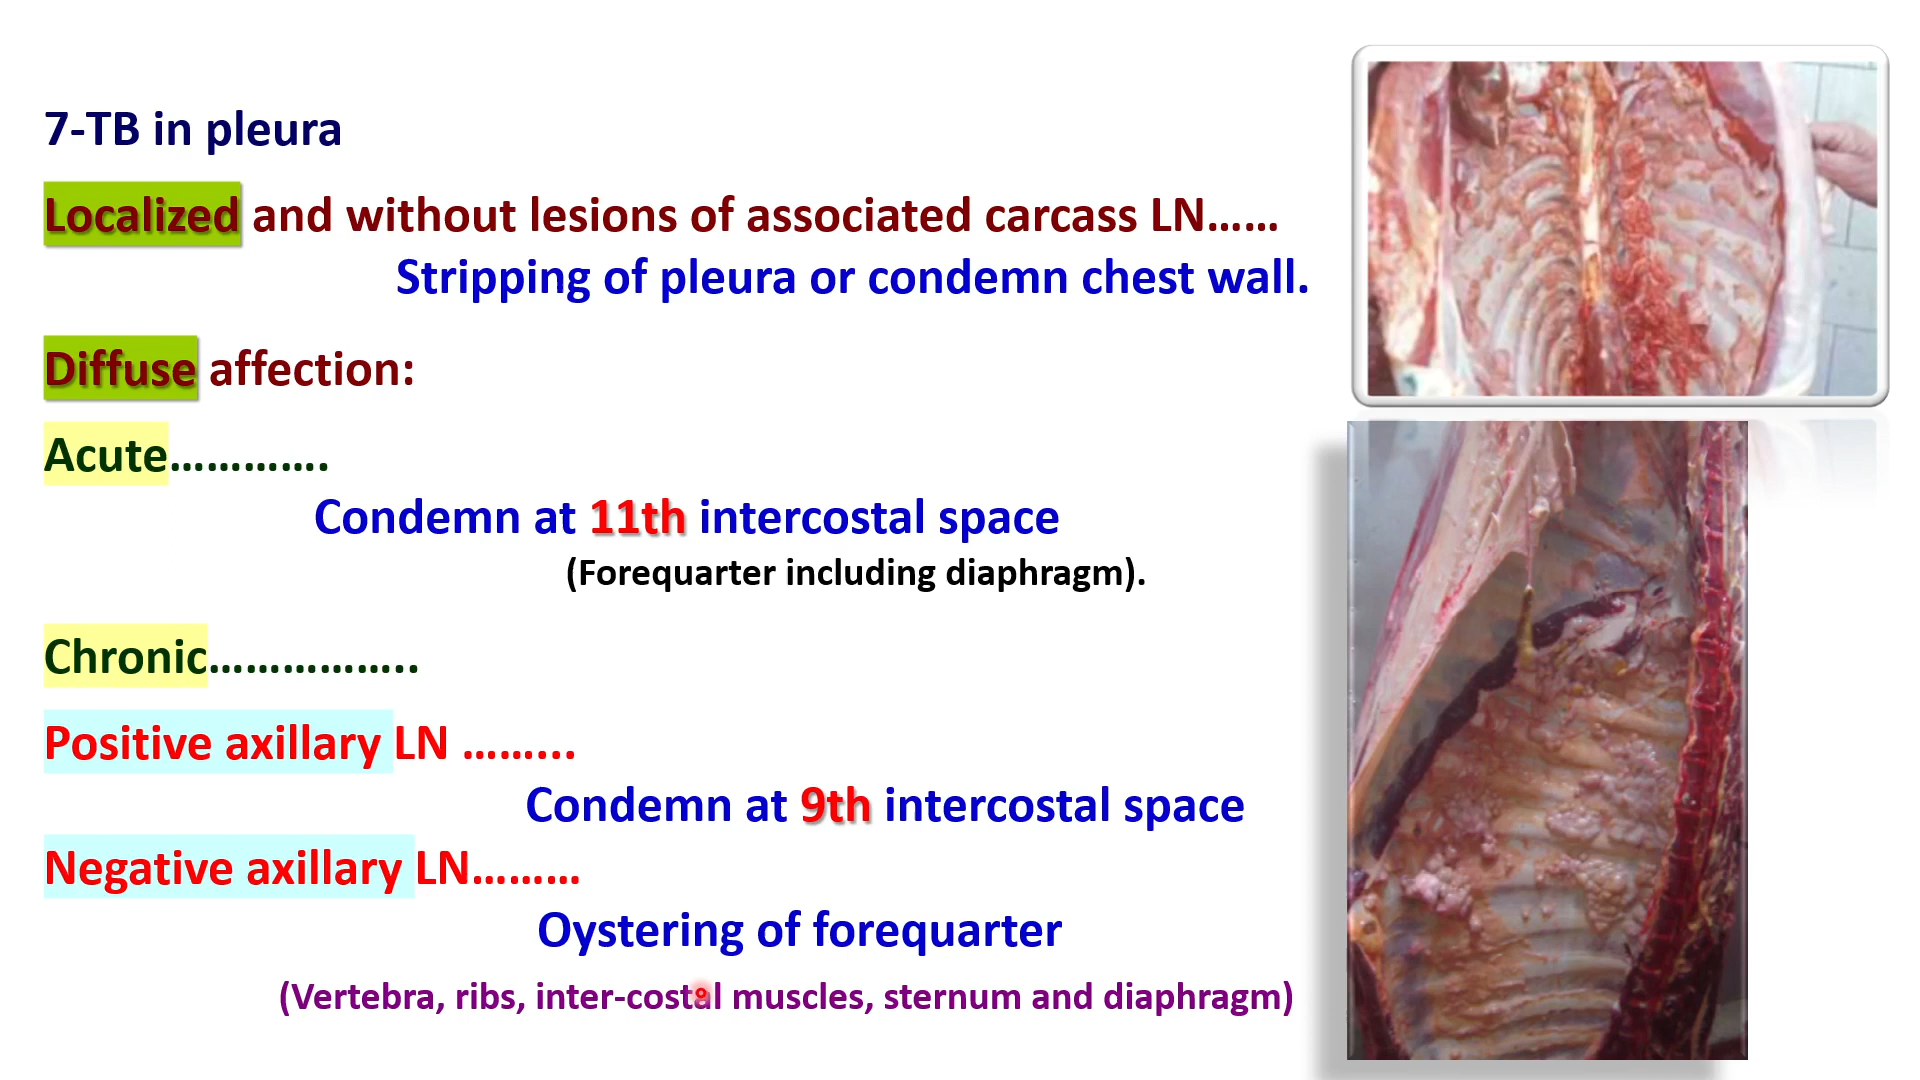 7-TB in pleura
Localized and without lesions of associated carcass LN……
Stripping of pleura or condemn chest wall.
Diffuse affection:
Acute………….
Condemn at 11th intercostal space
(Forequarter including diaphragm).
Chronic……………..
Positive axillary LN ……...
Condemn at 9th intercostal space
Negative axillary LN………
Oystering of forequarter
(Vertebra, ribs, inter-costal muscles, sternum and diaphragm)